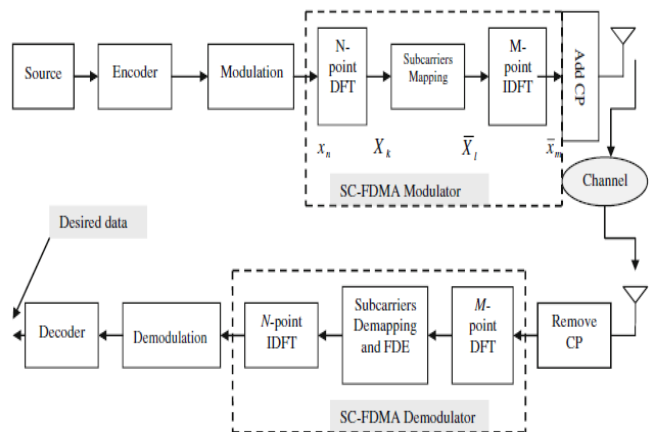 Source
Encoder
Modulation
N-
point
DFT
Subcarriers
Mapping
M-
point
IDFT
Add CP
x_n
X_k
X̅_l
x̅_m
SC-FDMA Modulator
Channel
Desired data
Decoder
Demodulation
N-point
IDFT
Subcarriers
Demapping
and FDE
M-
point
DFT
Remove
CP
SC-FDMA Demodulator